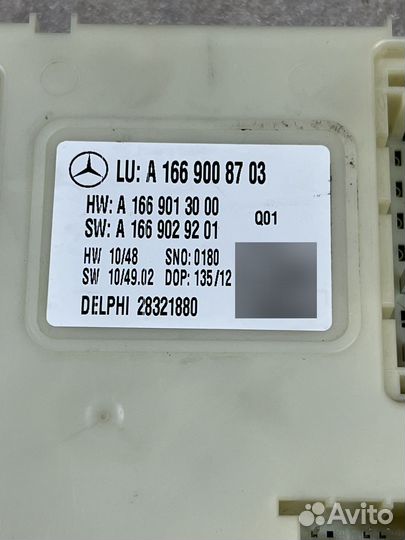 LU: A 166 900 87 03
HW: A 166 901 30 00
SW: A 166 902 92 01
Q01
HW 10/48 SNO: 0180
SW 10/49.02 DOP: 135/12
DELPHI 28321880
Avito